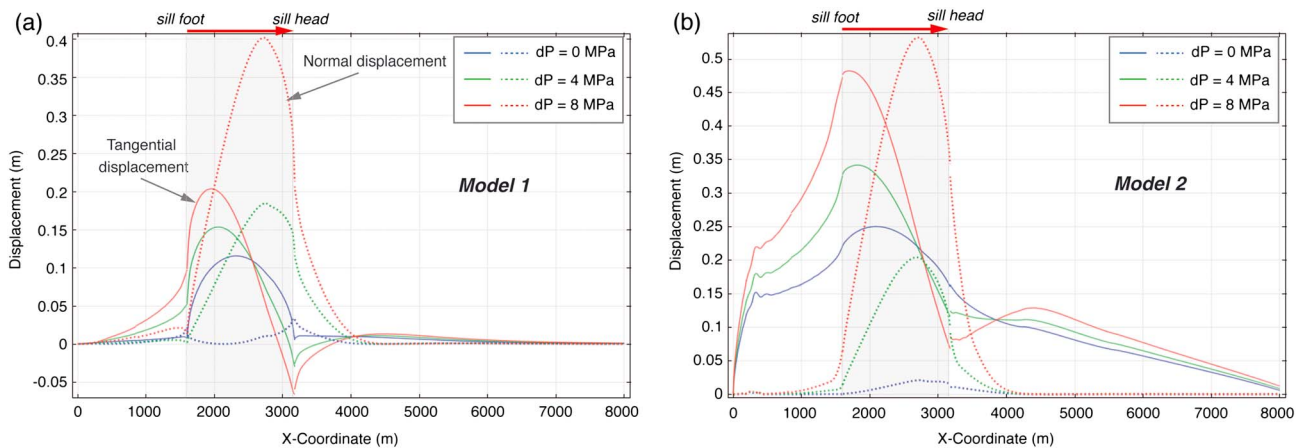 (a)
sill foot
sill head
0.4
0.35
0.3
0.25
0.2
0.15
0.1
0.05
0
-0.05
Displacement (m)
Normal displacement
Tangential
displacement
dP = 0 MPa
dP = 4 MPa
dP = 8 MPa
Model 1
0 1000 2000 3000 4000 5000 6000 7000 8000
X-Coordinate (m)
(b)
sill foot
sill head
0.5
0.45
0.4
0.35
0.3
0.25
0.2
0.15
0.1
0.05
0
Displacement (m)
dP = 0 MPa
dP = 4 MPa
dP = 8 MPa
Model 2
0 1000 2000 3000 4000 5000 6000 7000 8000
X-Coordinate (m)